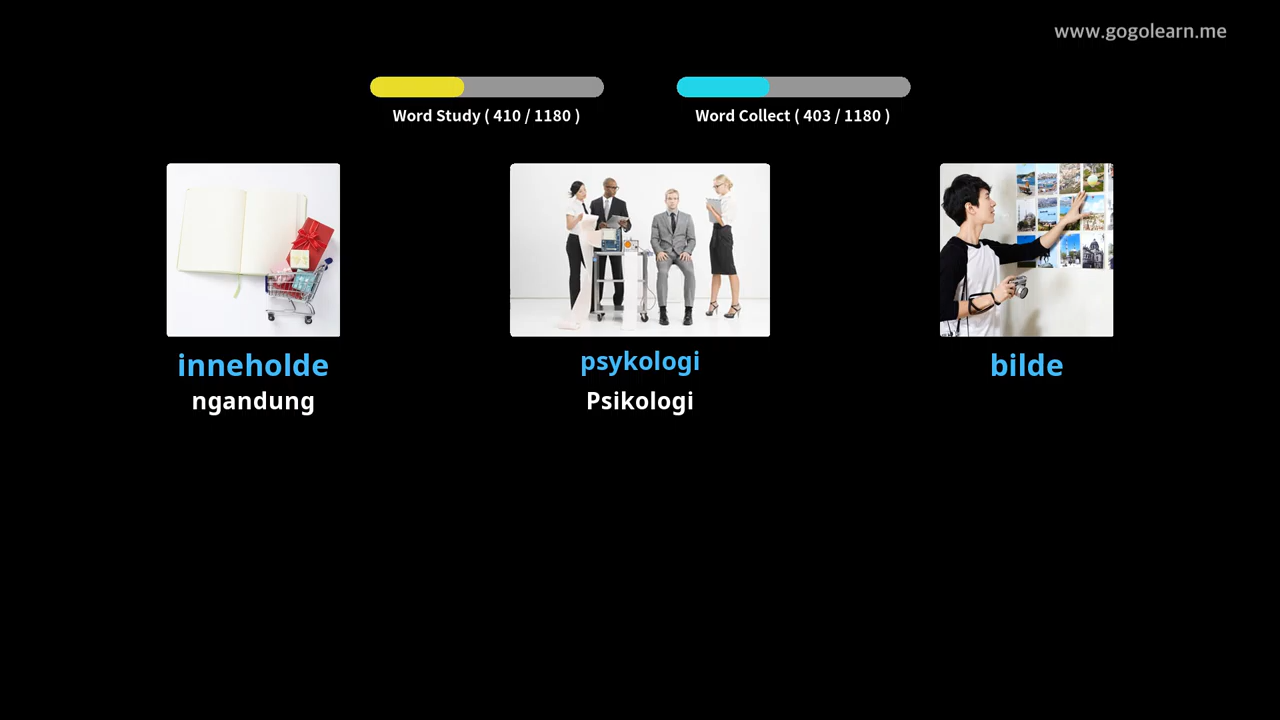 www.gogolearn.me
Word Study ( 410 / 1180 )
Word Collect ( 403 / 1180 )
inneholde
ngandung
psykologi
Psikologi
bilde